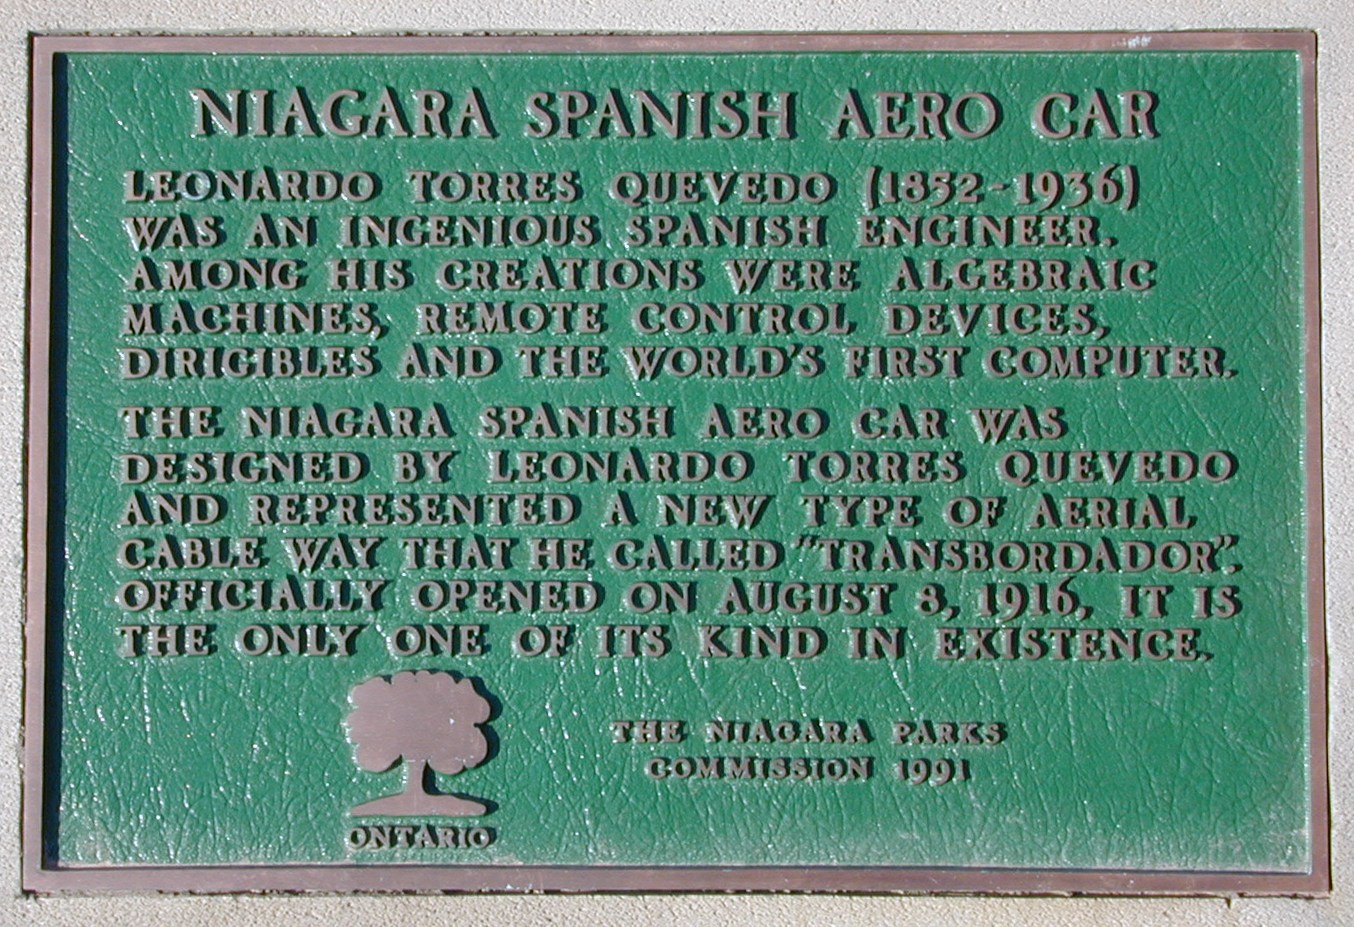 NIAGARA SPANISH AERO CAR
LEONARDO TORRES QUEVEDO (1852-1936)
WAS AN INGENIOUS SPANISH ENGINEER.
AMONG HIS CREATIONS WERE ALGEBRAIC
MACHINES, REMOTE CONTROL DEVICES,
DIRIGIBLES AND THE WORLD'S FIRST COMPUTER.
THE NIAGARA SPANISH AERO CAR WAS
DESIGNED BY LEONARDO TORRES QUEVEDO
AND REPRESENTED A NEW TYPE OF AERIAL
CABLE WAY THAT HE CALLED "TRANSBORDADOR".
OFFICIALLY OPENED ON AUGUST 8, 1916, IT IS
THE ONLY ONE OF ITS KIND IN EXISTENCE.
THE NIAGARA PARKS
COMMISSION 1991
ONTARIO